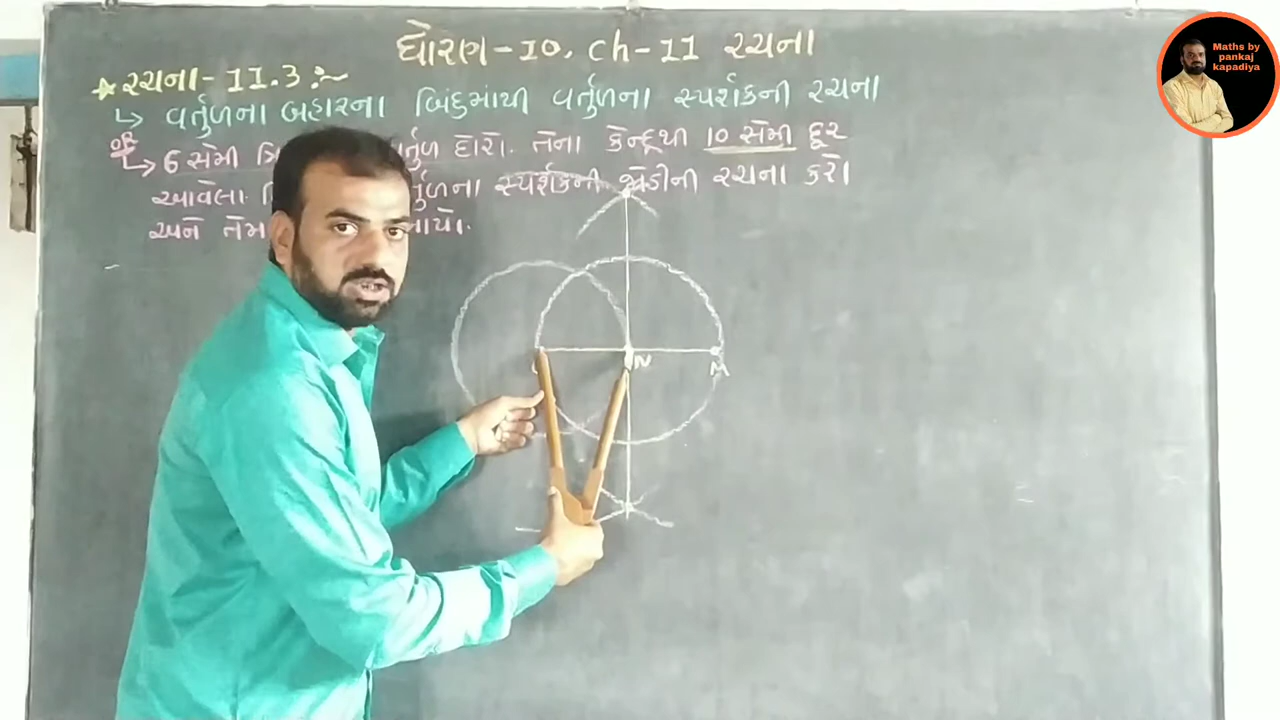 ધોરણ-10. ch-11 રચના
રચના-11.3:~
↳ વર્તુળના બહારના બિંદુમાંથી વર્તુળના સ્પર્શકની રચના
↳ 6 સેમી દોરો. તેના કેન્દ્રથી 10 સેમી દૂર
આવેલા સ્પર્શકની જોડીની રચના કરો
અને
N
M
Maths by
pankaj
kapadiya